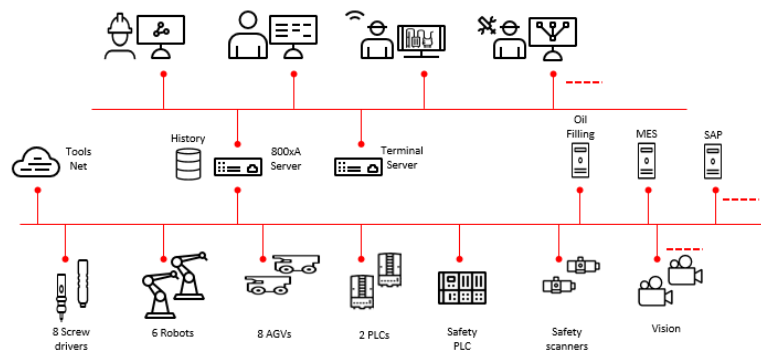 Tools
Net
History
800xA
Server
Terminal
Server
Oil
Filling
MES
SAP
8 Screw
drivers
6 Robots
8 AGVs
2 PLCs
Safety
PLC
Safety
scanners
Vision